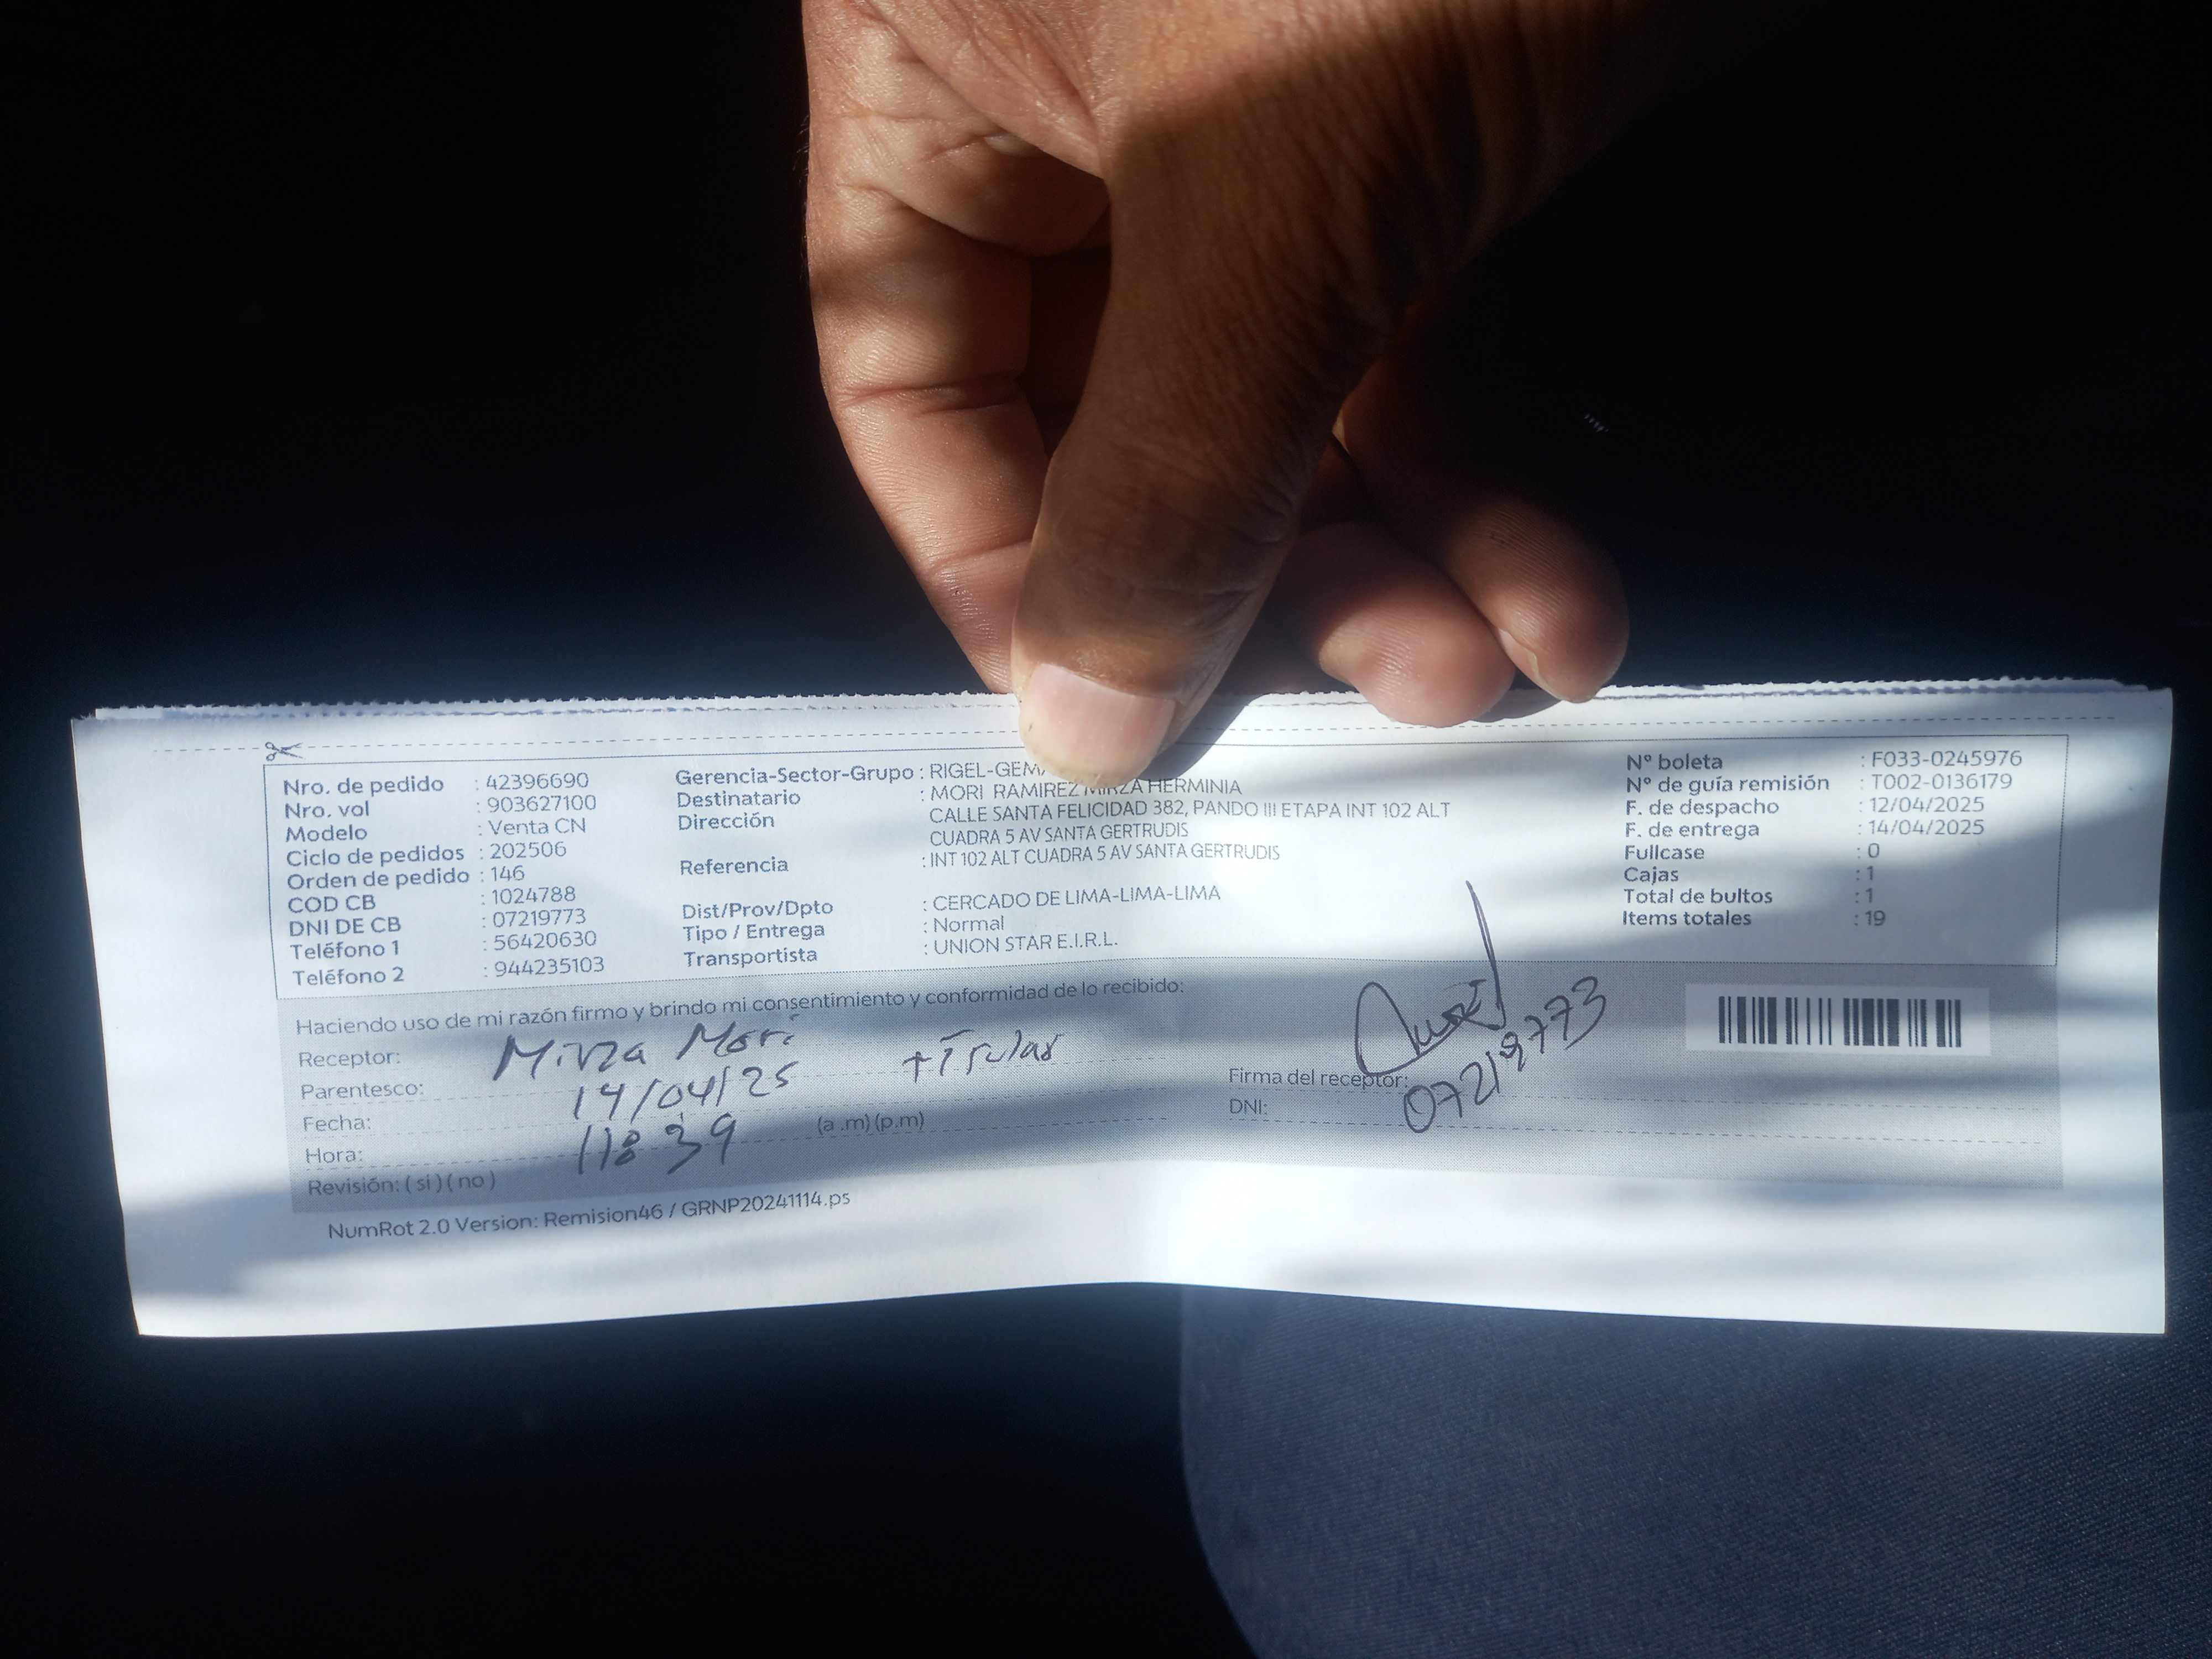 Nro. de pedido : 42396690
Nro. vol : 903627100
Modelo : Venta CN
Ciclo de pedidos : 202506
Orden de pedido : 146
COD CB : 1024788
DNI DE CB : 07219773
Teléfono 1 : 56420630
Teléfono 2 : 944235103
Gerencia-Sector-Grupo : RIGEL-GEM
Destinatario : MORI RAMIREZ MIRZA HERMINIA
Dirección CALLE SANTA FELICIDAD 382, PANDO III ETAPA INT 102 ALT
CUADRA 5 AV SANTA GERTRUDIS
Referencia : INT 102 ALT CUADRA 5 AV SANTA GERTRUDIS
Dist/Prov/Dpto : CERCADO DE LIMA-LIMA-LIMA
Tipo / Entrega : Normal
Transportista : UNION STAR E.I.R.L.
N° boleta : F033-0245976
N° de guía remisión : T002-0136179
F. de despacho : 12/04/2025
F. de entrega : 14/04/2025
Fullcase : 0
Cajas : 1
Total de bultos : 1
Items totales : 19
Haciendo uso de mi razón firmo y brindo mi consentimiento y conformidad de lo recibido:
Receptor: Mirza Mori
Parentesco: Titular
Fecha: 14/04/25
Hora: 11:39 (a .m) (p.m)
Revisión: ( si ) ( no )
Firma del receptor:
DNI: 07219773
NumRot 2.0 Version: Remision46 / GRNP20241114.ps